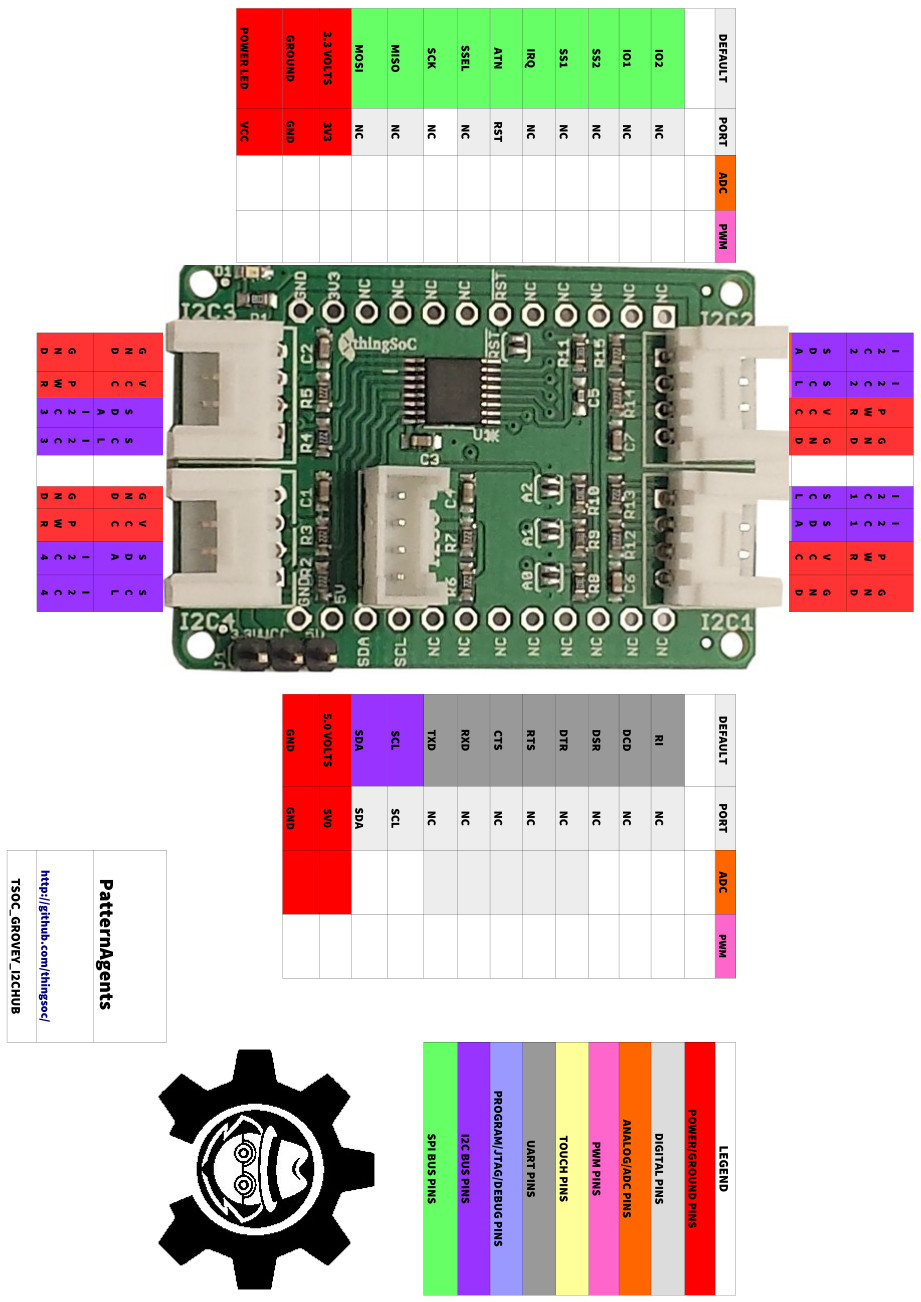 DEFAULT PORT ADC PWM
IO2 NC
IO1 NC
SS2 NC
SS1 NC
IRQ NC
ATN RST
SSEL NC
SCK NC
MISO NC
MOSI NC
3.3 VOLTS 3V3
GROUND GND
POWER LED VCC
D1
I2C3
GND
3V3
NC
NC
NC
NC
RST
NC
NC
NC
NC
NC
I2C2
thingSoC
RST
C2
R5
R4
C3
R11
R15
C5
R14
C7
C1
R3
R2
C4
R7
R6
A2
A1
A0
R10
R9
R8
R13
R12
C6
GND
5V
SDA
SCL
NC
NC
NC
NC
NC
NC
NC
NC
I2C4
I2C1
3.3V VCC 5V
J1
GND GND
PWR VCC
I2C3 SDA
I2C3 SCL
GND GND
PWR VCC
I2C4 SDA
I2C4 SCL
I2C2 SDA
I2C2 SCL
PWR VCC
GND GND
I2C1 SCL
I2C1 SDA
PWR VCC
GND GND
DEFAULT PORT ADC PWM
RI NC
DCD NC
DSR NC
DTR NC
RTS NC
CTS NC
RXD NC
TXD NC
SCL SCL
SDA SDA
5.0 VOLTS 5V0
GND GND
PatternAgents
http://github.com/thingsoc/
TSOC_GROVEY_I2CHUB
LEGEND
POWER/GROUND PINS
DIGITAL PINS
ANALOG/ADC PINS
PWM PINS
TOUCH PINS
UART PINS
PROGRAM/JTAG/DEBUG PINS
I2C BUS PINS
SPI BUS PINS